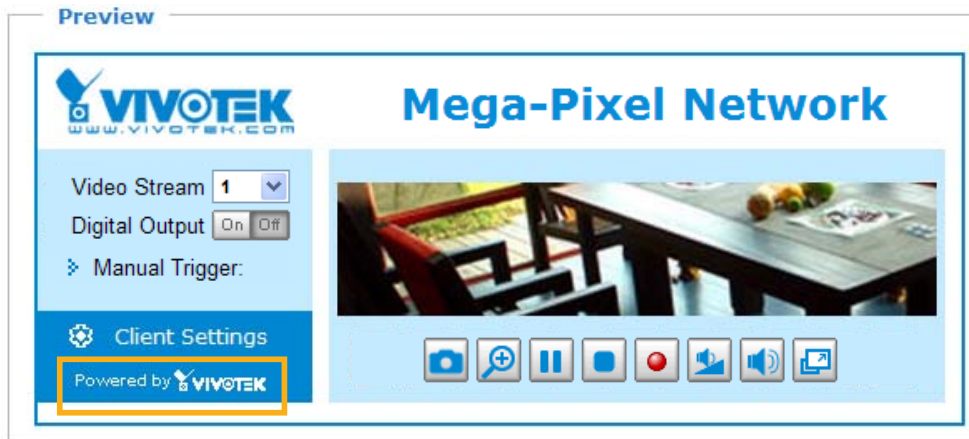 Preview
VIVOTEK
www.vivotek.com
Mega-Pixel Network
Video Stream 1
Digital Output On Off
Manual Trigger:
Client Settings
Powered by VIVOTEK